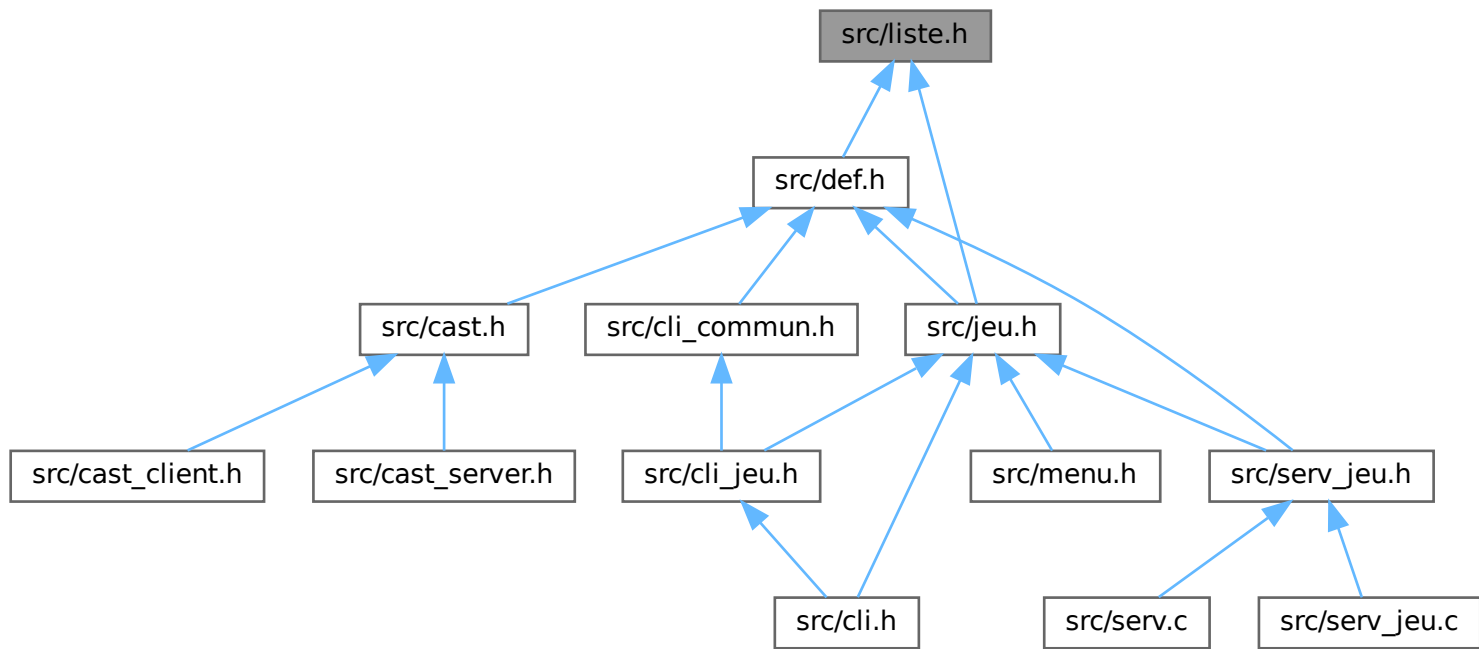 src/liste.h
src/def.h
src/cast.h
src/cli_commun.h
src/jeu.h
src/cast_client.h
src/cast_server.h
src/cli_jeu.h
src/menu.h
src/serv_jeu.h
src/cli.h
src/serv.c
src/serv_jeu.c